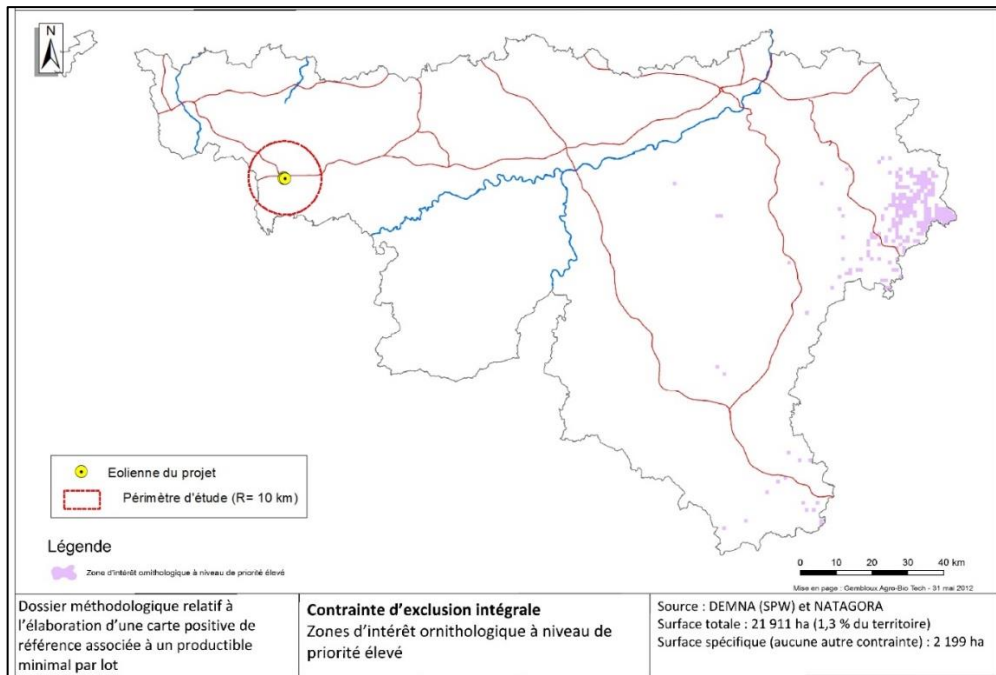 N
Eolienne du projet
Périmètre d'étude (R= 10 km)
Légende
Zone d'intérêt ornithologique à niveau de priorité élevé
0 10 20 30 40 km
Mise en page : Gembloux Agro-Bio Tech - 31 mai 2012
Dossier méthodologique relatif à
l'élaboration d'une carte positive de
référence associée à un productible
minimal par lot
Contrainte d'exclusion intégrale
Zones d'intérêt ornithologique à niveau de
priorité élevé
Source : DEMNA (SPW) et NATAGORA
Surface totale : 21 911 ha (1,3 % du territoire)
Surface spécifique (aucune autre contrainte) : 2 199 ha